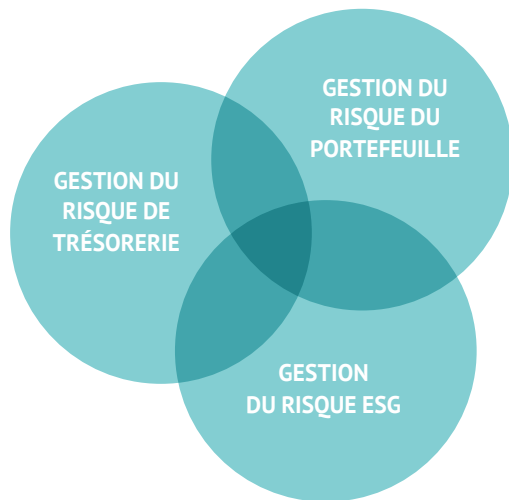 GESTION DU
RISQUE DU
PORTEFEUILLE
GESTION DU
RISQUE DE
TRÉSORERIE
GESTION
DU RISQUE ESG